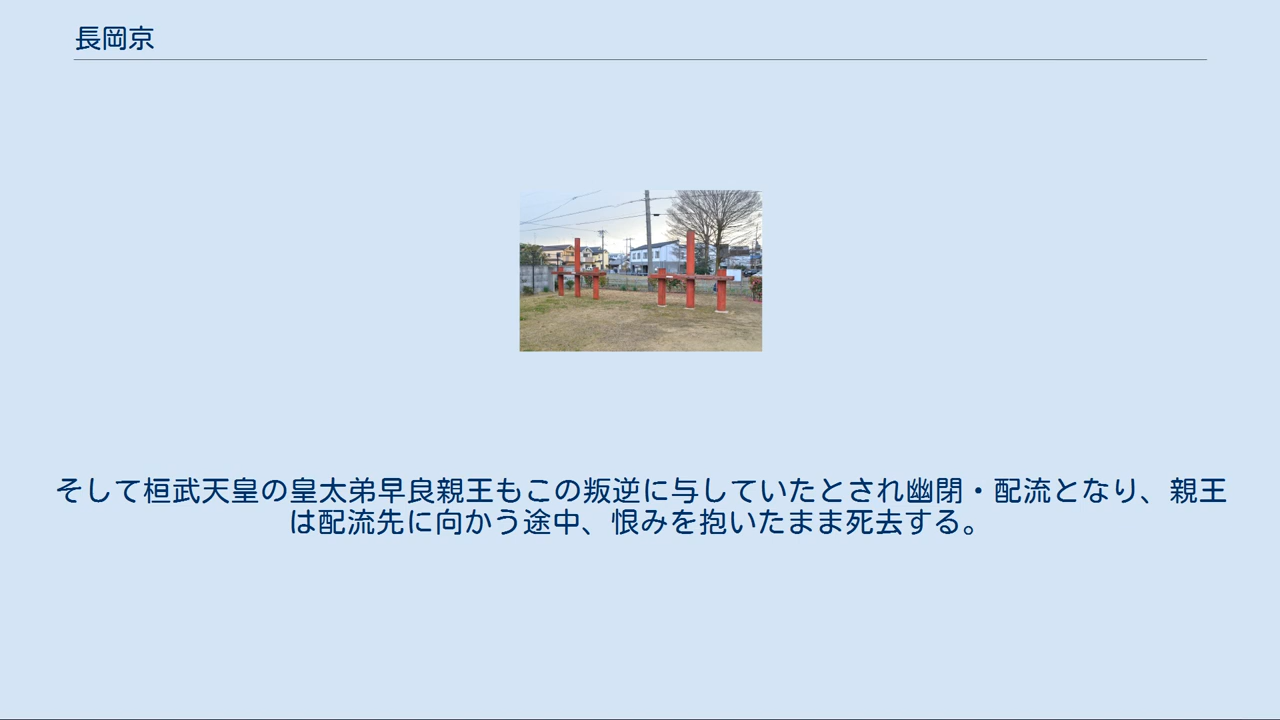 長岡京
そして桓武天皇の皇太弟早良親王もこの叛逆に与していたとされ幽閉・配流となり、親王
は配流先に向かう途中、恨みを抱いたまま死去する。